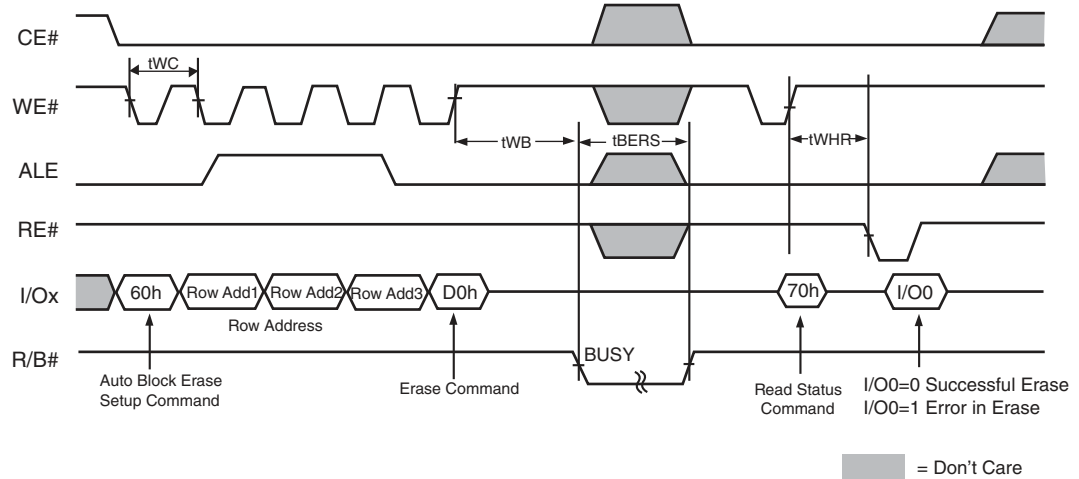 CE#
tWC
WE#
tWB
tBERS
tWHR
ALE
RE#
I/Ox
60h
Row Add1
Row Add2
Row Add3
D0h
70h
I/O0
Row Address
R/B#
BUSY
Auto Block Erase
Setup Command
Erase Command
Read Status
Command
I/O0=0 Successful Erase
I/O0=1 Error in Erase
= Don't Care